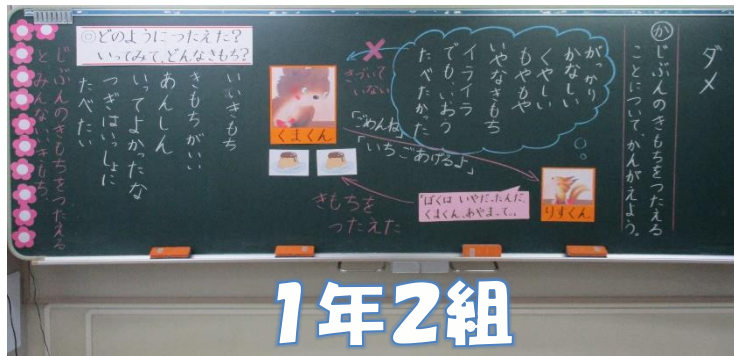 ダメ
か じぶんのきもちをつたえる
ことについて、かんがえよう。
がっかり
かなしい
くやしい
もやもや
いやなきもち
イライラ
でも、いおう
たべたかった
きづいて
いない
くまくん
「ごめんね」
「いちごあげるよ」
りすくん
「ぼくは いやだったんだ。
くまくん、あやまって。」
きもちを
つたえた
◎どのようにつたえた?
いってみて、どんなきもち?
いいきもち
きもちがいい
あんしん
いってよかったな
つぎはいっしょに
たべたい
じぶんのきもちをつたえる
と みんないいきもち。
1年2組